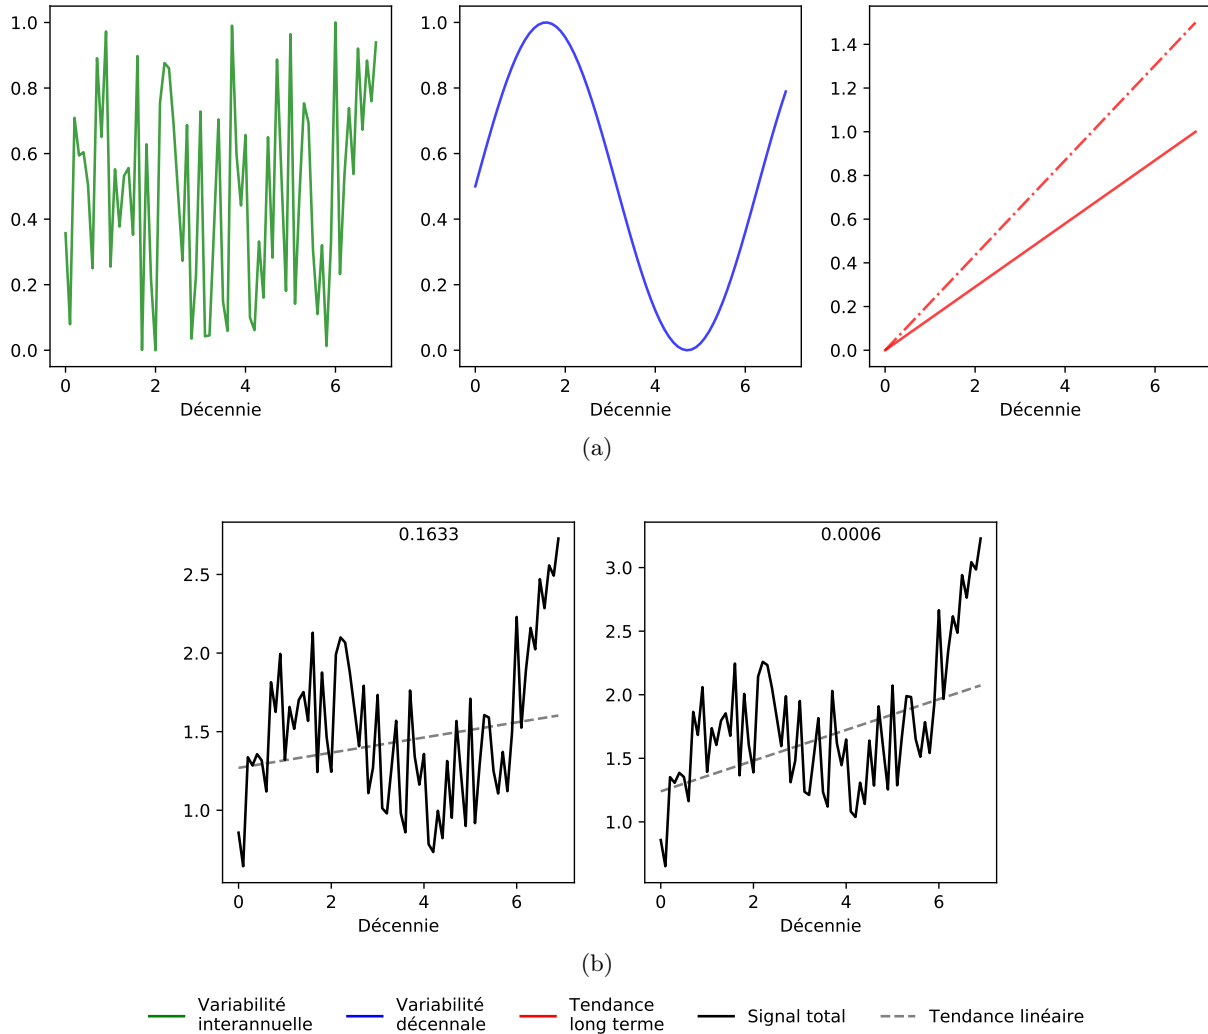 1.0
0.8
0.6
0.4
0.2
0.0
0 2 4 6
Décennie
1.0
0.8
0.6
0.4
0.2
0.0
0 2 4 6
Décennie
1.4
1.2
1.0
0.8
0.6
0.4
0.2
0.0
0 2 4 6
Décennie
(a)
0.1633
2.5
2.0
1.5
1.0
0 2 4 6
Décennie
0.0006
3.0
2.5
2.0
1.5
1.0
0 2 4 6
Décennie
(b)
Variabilité
interannuelle
Variabilité
décennale
Tendance
long terme
Signal total
Tendance linéaire